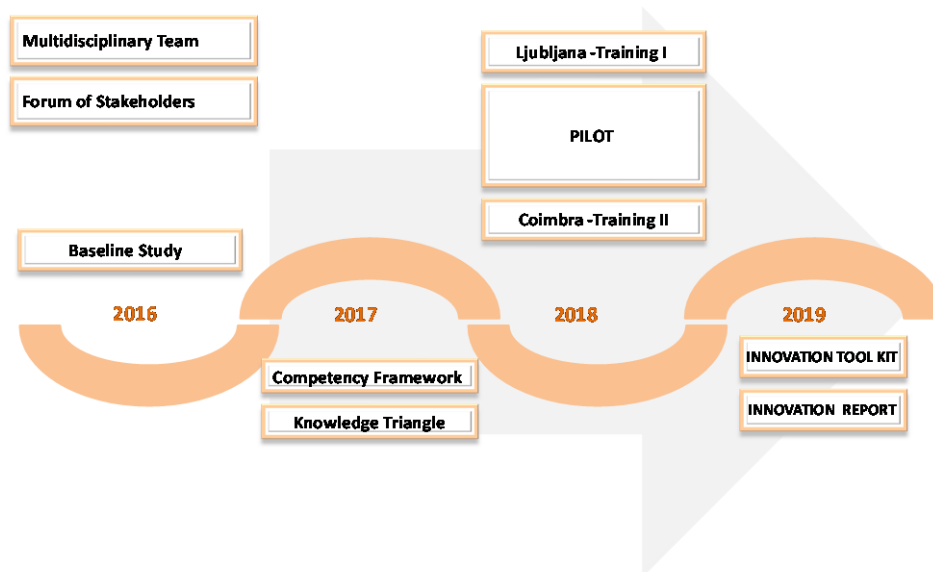 Multidisciplinary Team
Forum of Stakeholders
Ljubljana -Training I
PILOT
Coimbra -Training II
Baseline Study
2016
2017
2018
2019
Competency Framework
Knowledge Triangle
INNOVATION TOOL KIT
INNOVATION REPORT